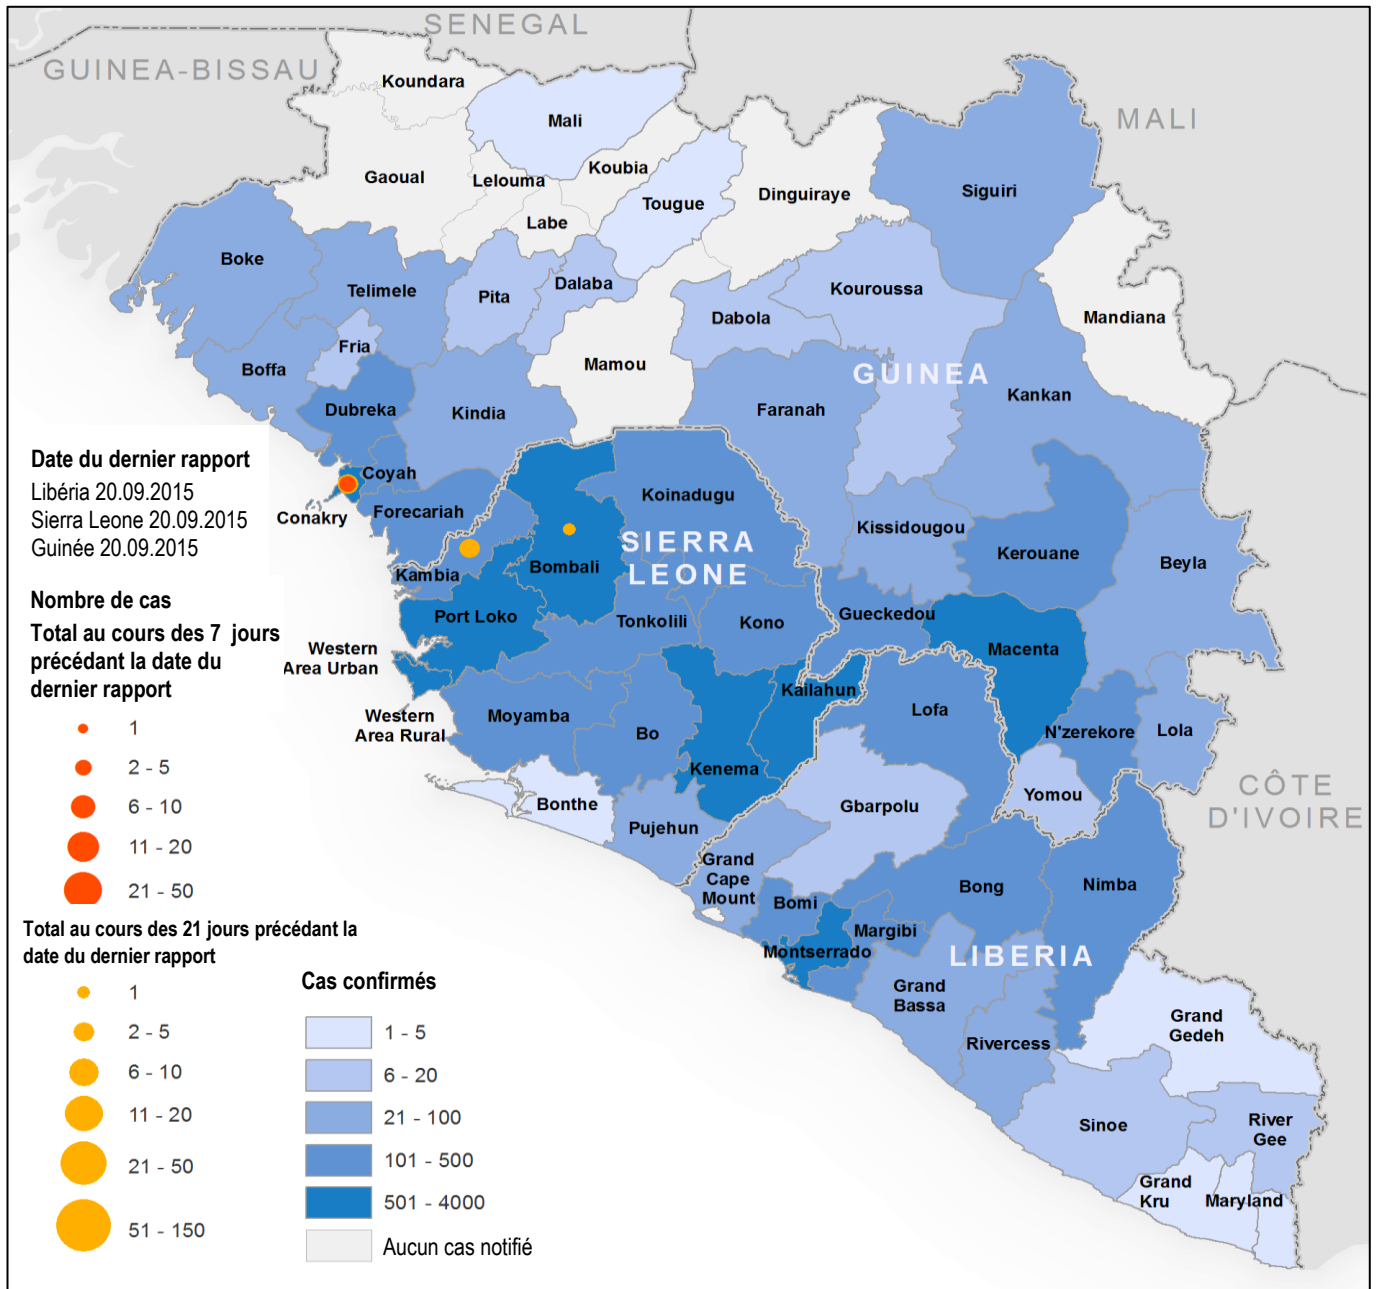 SENEGAL
GUINEA-BISSAU
Koundara
MALI
Mali
Koubia
Gaoual
Lelouma
Dinguiraye
Siguiri
Tougue
Labe
Boke
Telimele
Pita
Dalaba
Kouroussa
Dabola
Mandiana
Fria
Boffa
Mamou
GUINEA
Kankan
Dubreka
Kindia
Faranah
Date du dernier rapport
Libéria 20.09.2015
Sierra Leone 20.09.2015
Guinée 20.09.2015
Coyah
Conakry
Forecariah
Koinadugu
Kissidougou
SIERRA
LEONE
Kerouane
Beyla
Kambia
Bombali
Nombre de cas
Total au cours des 7 jours
précédant la date du
dernier rapport
1
2 - 5
6 - 10
11 - 20
21 - 50
Port Loko
Tonkolili
Kono
Gueckedou
Macenta
Western
Area Urban
Kailahun
Western
Area Rural
Moyamba
Bo
Lofa
N'zerekore
Lola
Kenema
Yomou
CÔTE
D'IVOIRE
Bonthe
Gbarpolu
Pujehun
Grand
Cape
Mount
Bong
Nimba
Bomi
Margibi
Montserrado
LIBERIA
Grand
Bassa
Rivercess
Grand
Gedeh
Sinoe
River
Gee
Grand
Kru
Maryland
Total au cours des 21 jours précédant la
date du dernier rapport
1
2 - 5
6 - 10
11 - 20
21 - 50
51 - 150
Cas confirmés
1 - 5
6 - 20
21 - 100
101 - 500
501 - 4000
Aucun cas notifié